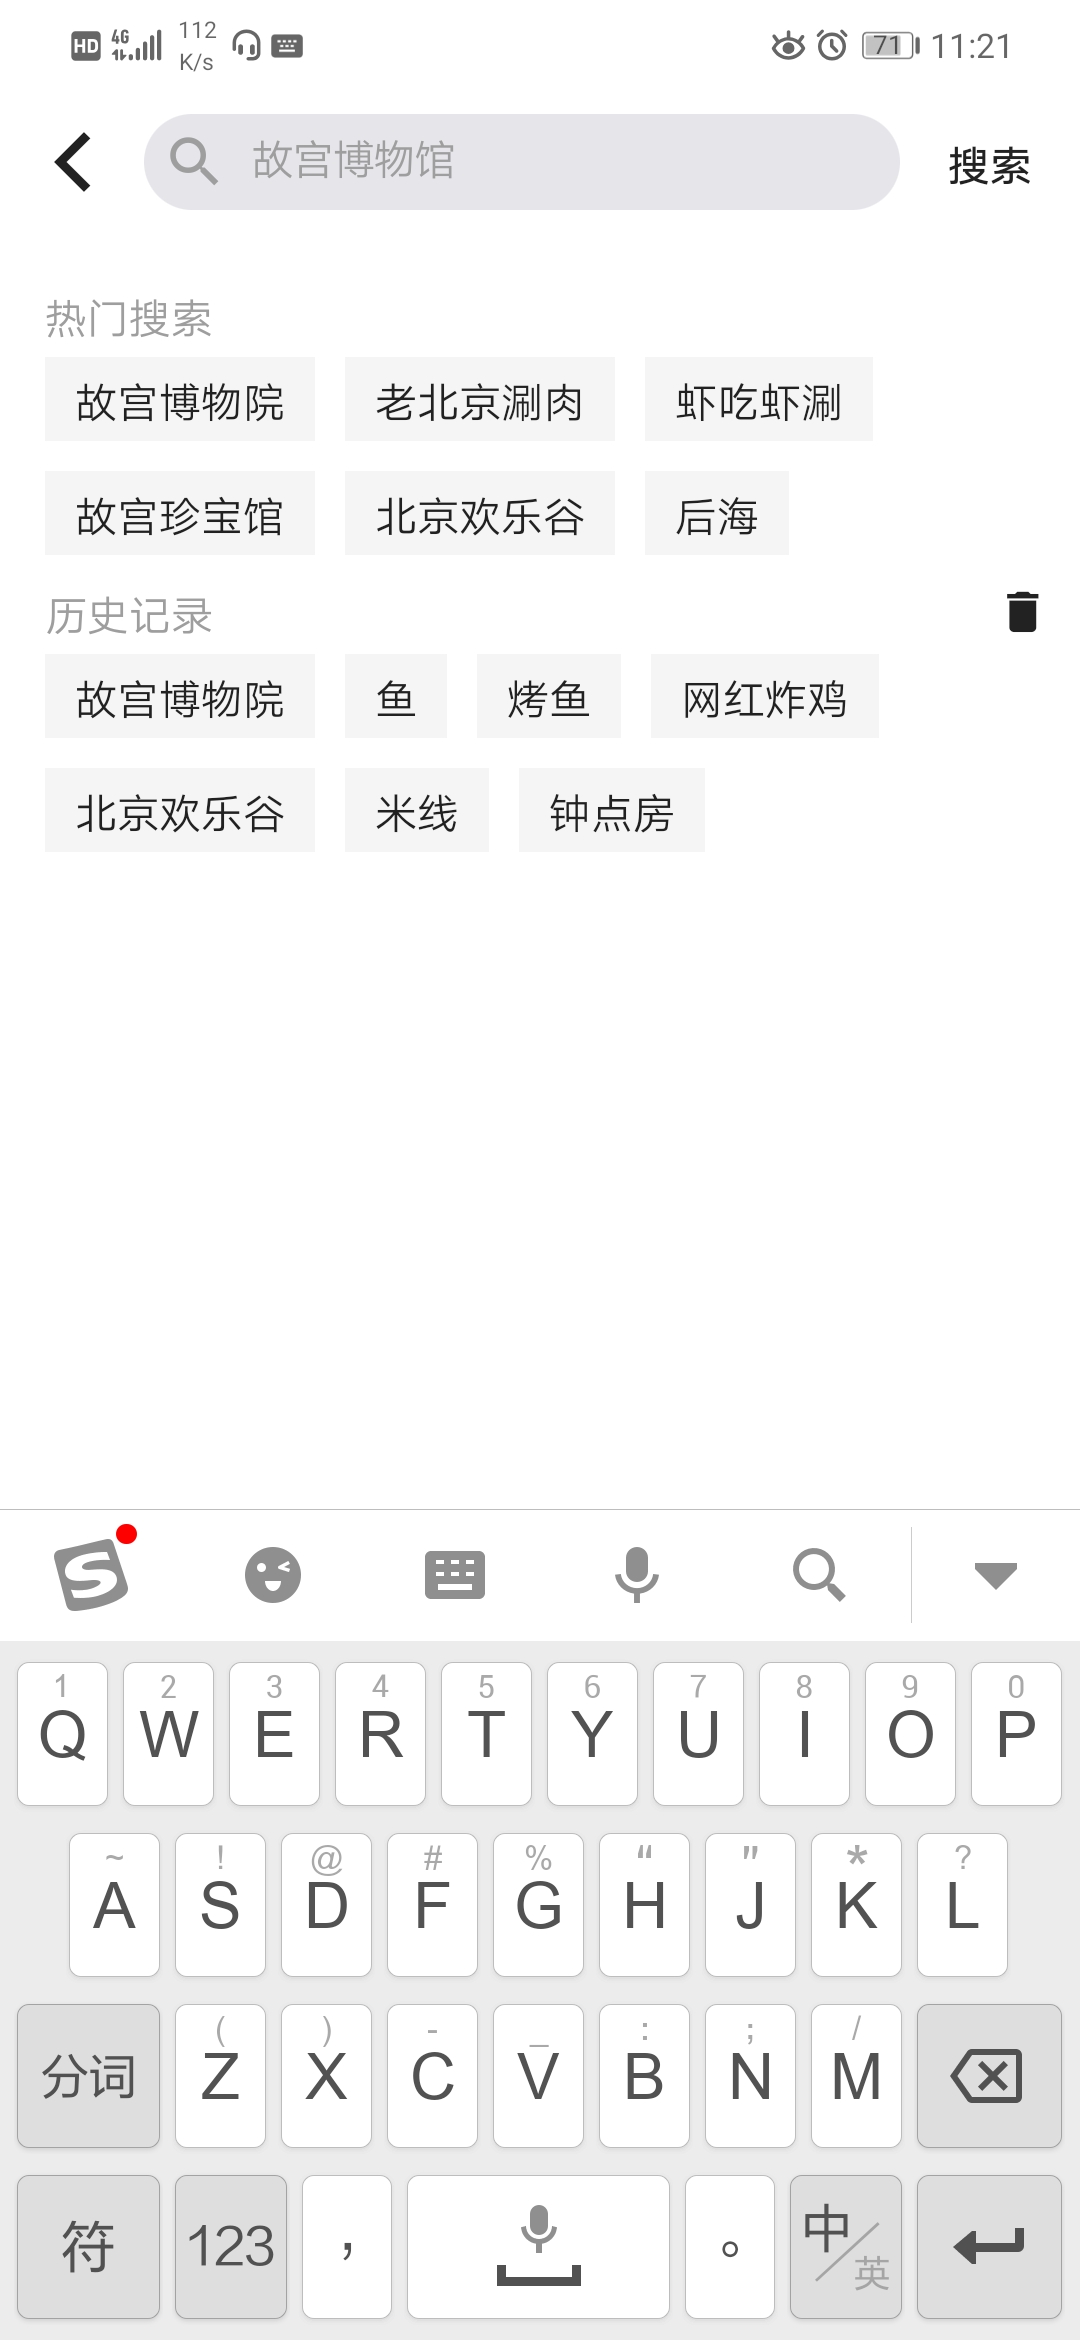 HD 4G 112 K/s 71 11:21
故宫博物馆 搜索
热门搜索
故宫博物院 老北京涮肉 虾吃虾涮
故宫珍宝馆 北京欢乐谷 后海
历史记录
故宫博物院 鱼 烤鱼 网红炸鸡
北京欢乐谷 米线 钟点房
1 2 3 4 5 6 7 8 9 0
Q W E R T Y U I O P
~ ! @ # % “ " * ?
A S D F G H J K L
( ) - _ : ; /
分词 Z X C V B N M
符 123 , 。 中/英